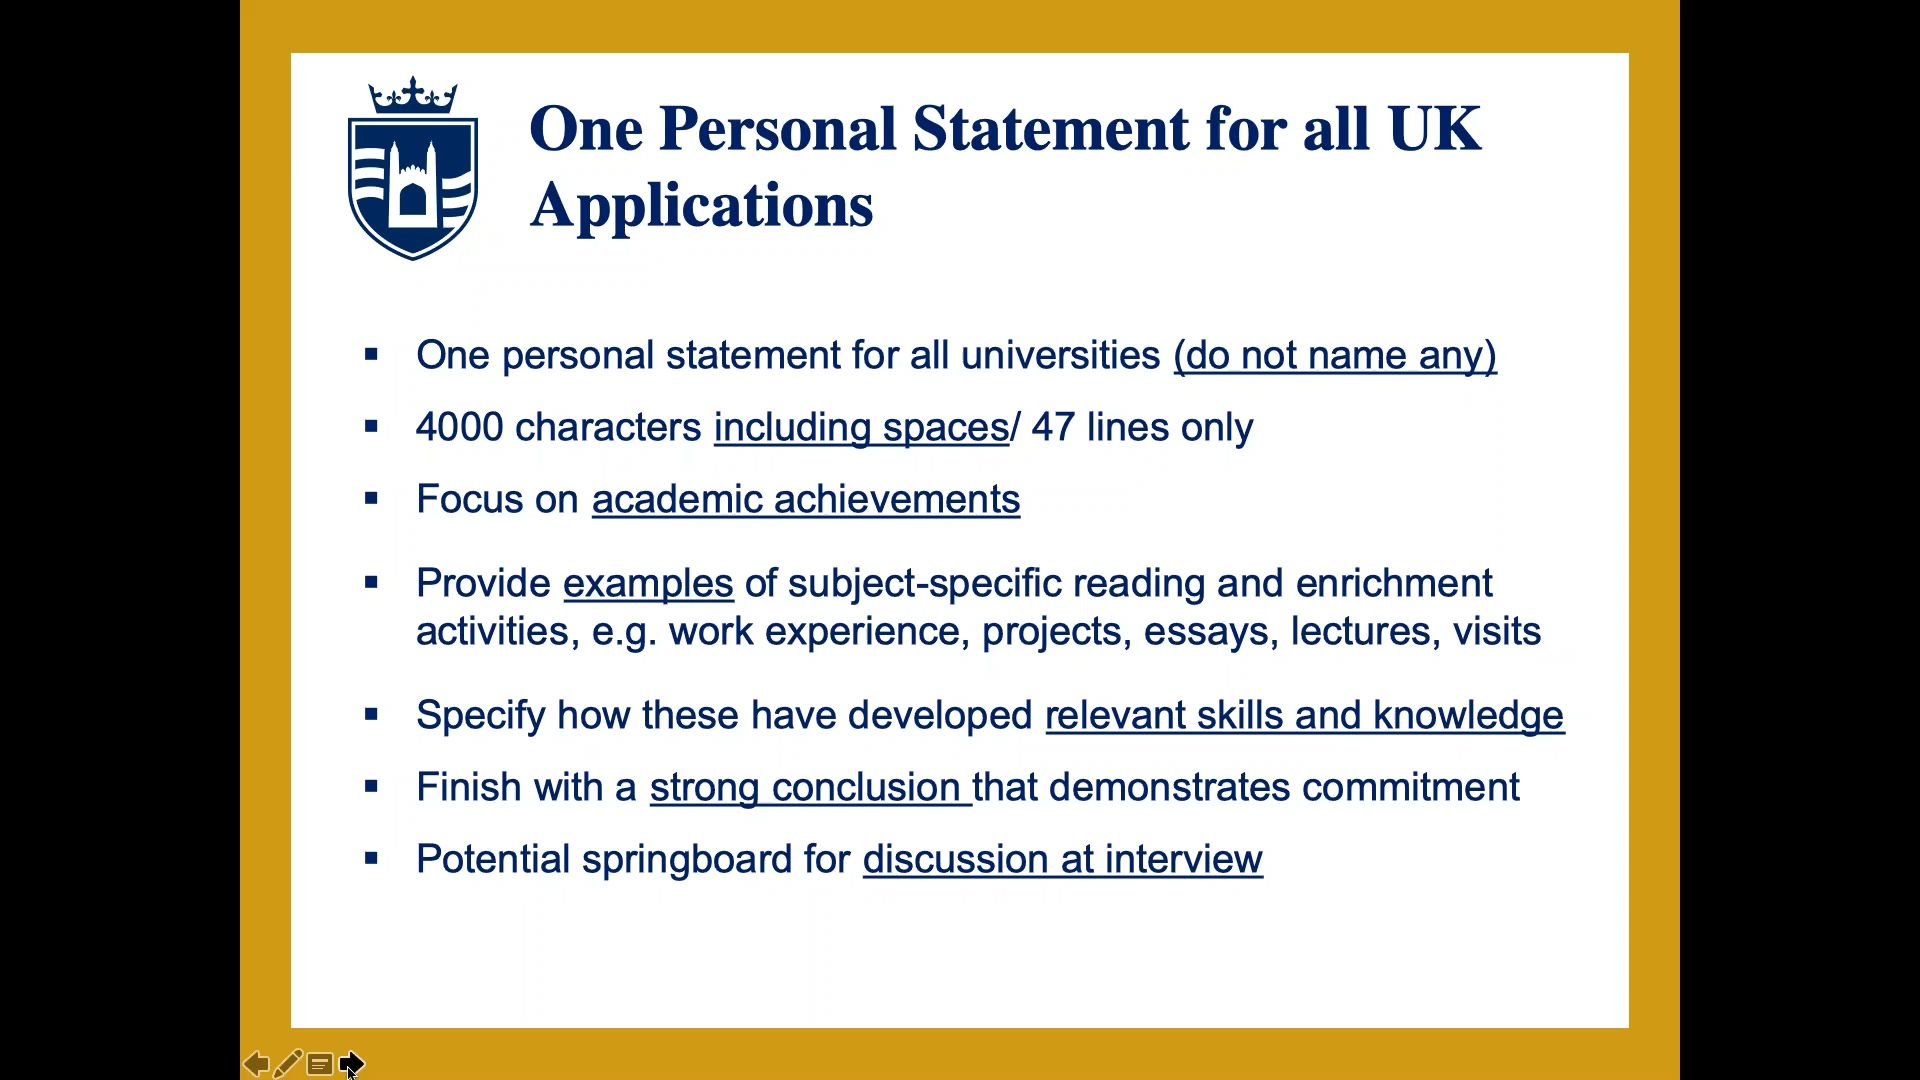 One Personal Statement for all UK
Applications
▪ One personal statement for all universities (do not name any)
▪ 4000 characters including spaces/ 47 lines only
▪ Focus on academic achievements
▪ Provide examples of subject-specific reading and enrichment
activities, e.g. work experience, projects, essays, lectures, visits
▪ Specify how these have developed relevant skills and knowledge
▪ Finish with a strong conclusion that demonstrates commitment
▪ Potential springboard for discussion at interview